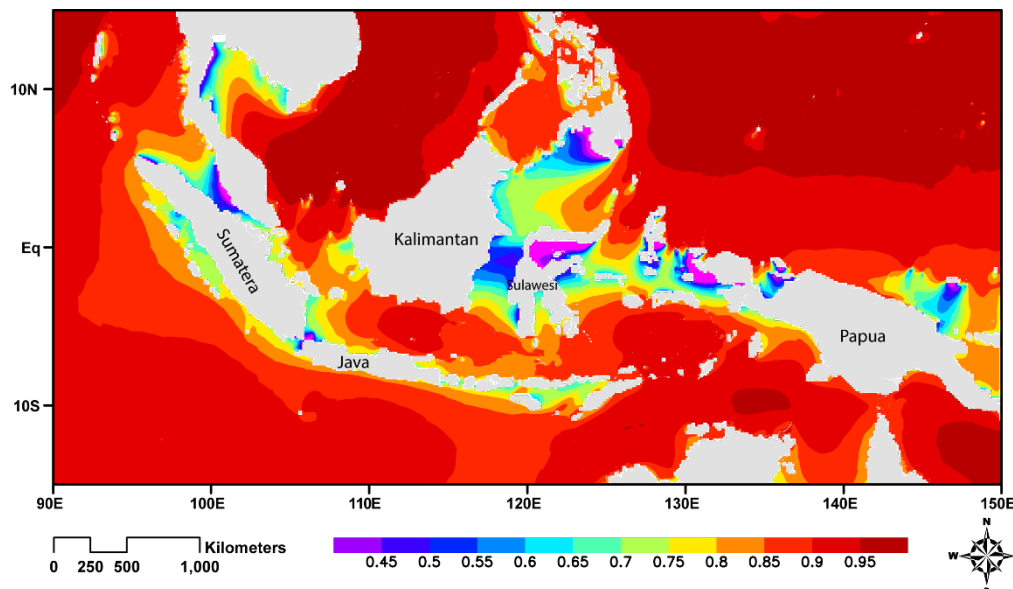 10N
Eq
10S
Kalimantan
Sumatera
Sulawesi
Java
Papua
90E 100E 110E 120E 130E 140E 150E
Kilometers
0 250 500 1,000
0.45 0.5 0.55 0.6 0.65 0.7 0.75 0.8 0.85 0.9 0.95
N
W E
S